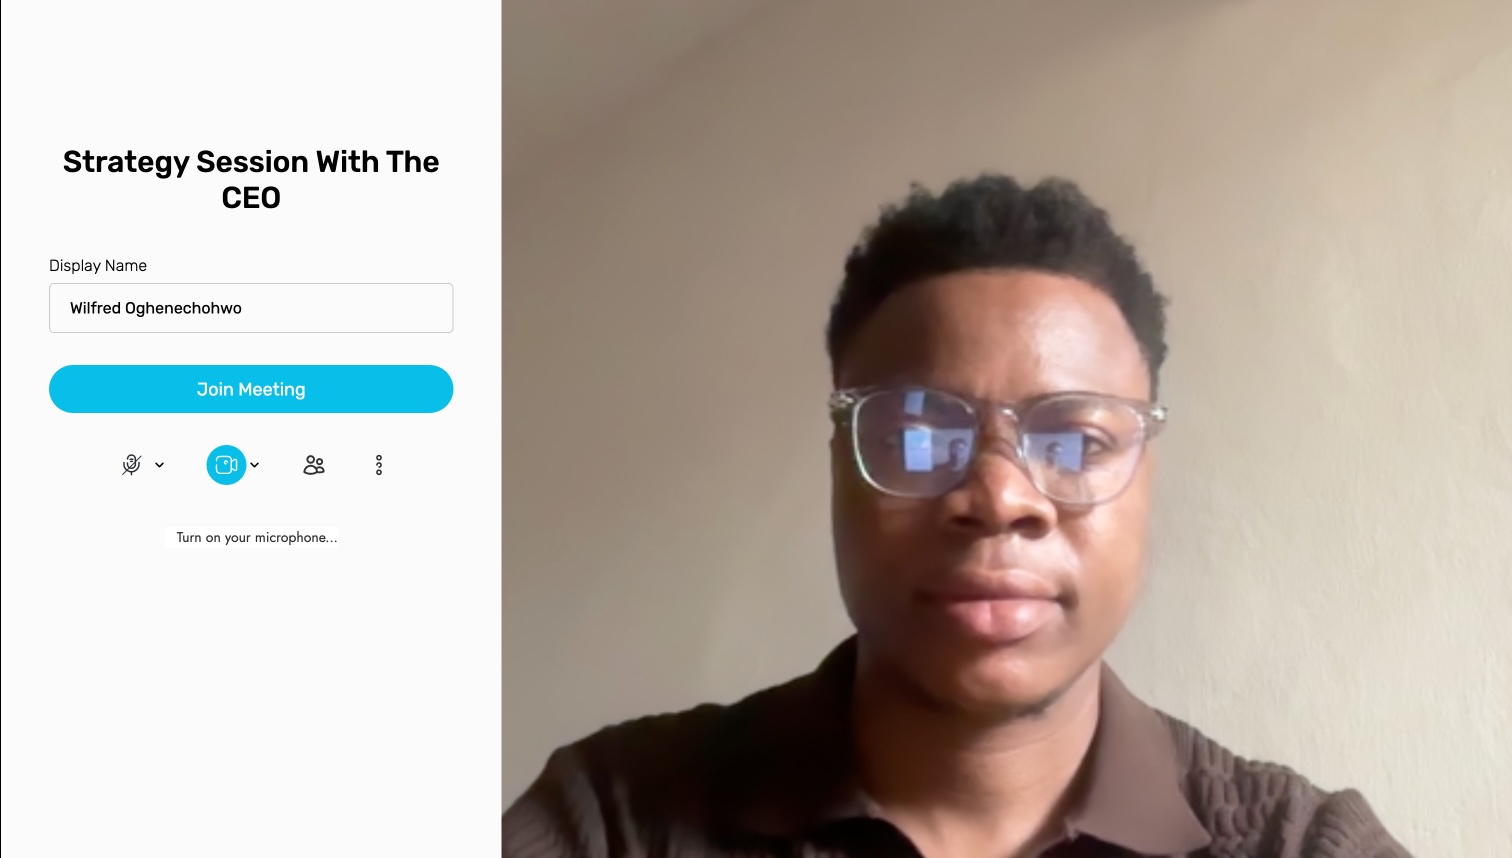 Strategy Session With The
CEO
Display Name
Wilfred Oghenechohwo
Join Meeting
Turn on your microphone...